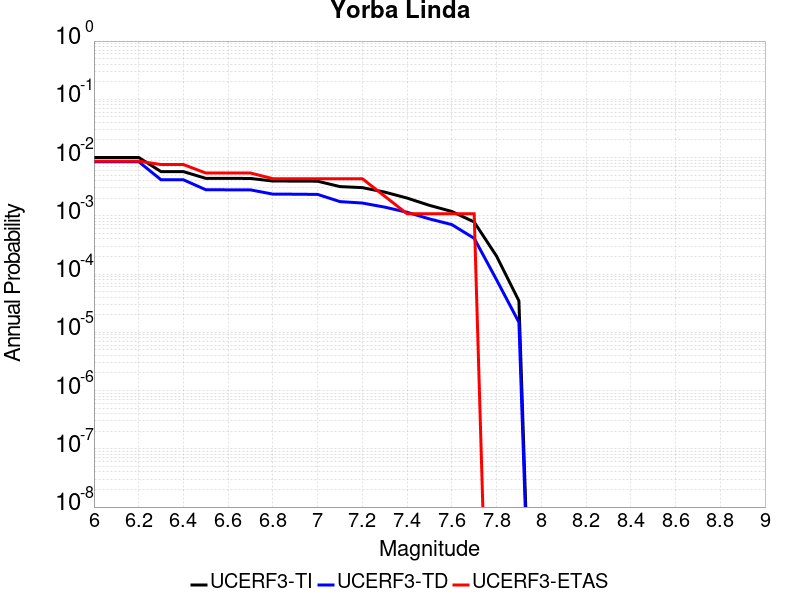 Yorba Linda
10^0
10^-1
10^-2
10^-3
10^-4
10^-5
10^-6
10^-7
10^-8
Annual Probability
6 6.2 6.4 6.6 6.8 7 7.2 7.4 7.6 7.8 8 8.2 8.4 8.6 8.8 9
Magnitude
UCERF3-TI UCERF3-TD UCERF3-ETAS